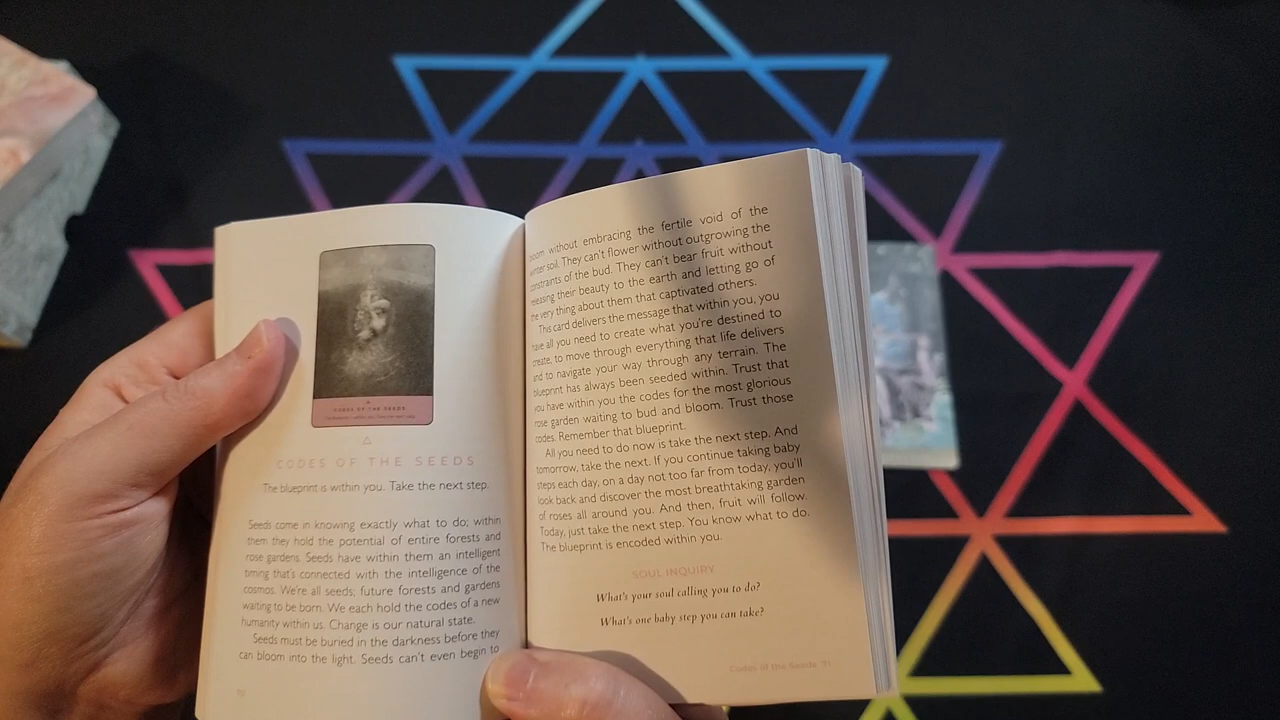 CODES OF THE SEEDS
CODES OF THE SEEDS
The blueprint is within you. Take the next step.
Seeds come in knowing exactly what to do; within
them they hold the potential of entire forests and
rose gardens. Seeds have within them an intelligent
timing that's connected with the intelligence of the
cosmos. We're all seeds; future forests and gardens
waiting to be born. We each hold the codes of a new
humanity within us. Change is our natural state.
Seeds must be buried in the darkness before they
can bloom into the light. Seeds can't even begin to
70
bloom without embracing the fertile void of the
winter soil. They can't flower without outgrowing the
constraints of the bud. They can't bear fruit without
releasing their beauty to the earth and letting go of
the very thing about them that captivated others.
This card delivers the message that within you, you
have all you need to create what you're destined to
create, to move through everything that life delivers
and to navigate your way through any terrain. The
blueprint has always been seeded within. Trust that
you have within you the codes for the most glorious
rose garden waiting to bud and bloom. Trust those
codes. Remember that blueprint.
All you need to do now is take the next step. And
tomorrow, take the next. If you continue taking baby
steps each day, on a day not too far from today, you'll
look back and discover the most breathtaking garden
of roses all around you. And then, fruit will follow.
Today, just take the next step. You know what to do.
The blueprint is encoded within you.
SOUL INQUIRY
What's your soul calling you to do?
What's one baby step you can take?
Codes of the Seeds 71